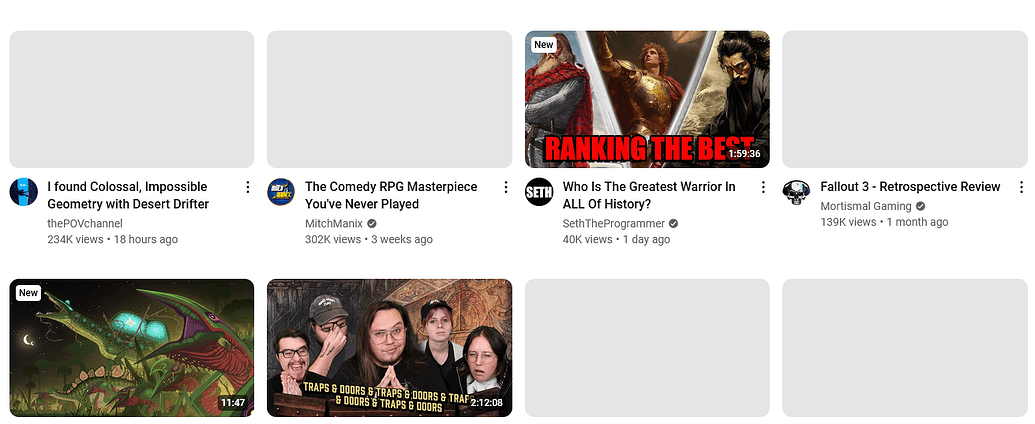 New
RANKING THE BEST
1:59:36
I found Colossal, Impossible
Geometry with Desert Drifter
thePOVchannel
234K views • 18 hours ago
The Comedy RPG Masterpiece
You've Never Played
MitchManix
302K views • 3 weeks ago
SETH
Who Is The Greatest Warrior In
ALL Of History?
SethTheProgrammer
40K views • 1 day ago
Fallout 3 - Retrospective Review
Mortismal Gaming
139K views • 1 month ago
New
11:47
TRAPS & DOORS & TRAPS & DOORS & TRAP
& DOORS & TRAPS & DOORS
2:12:08